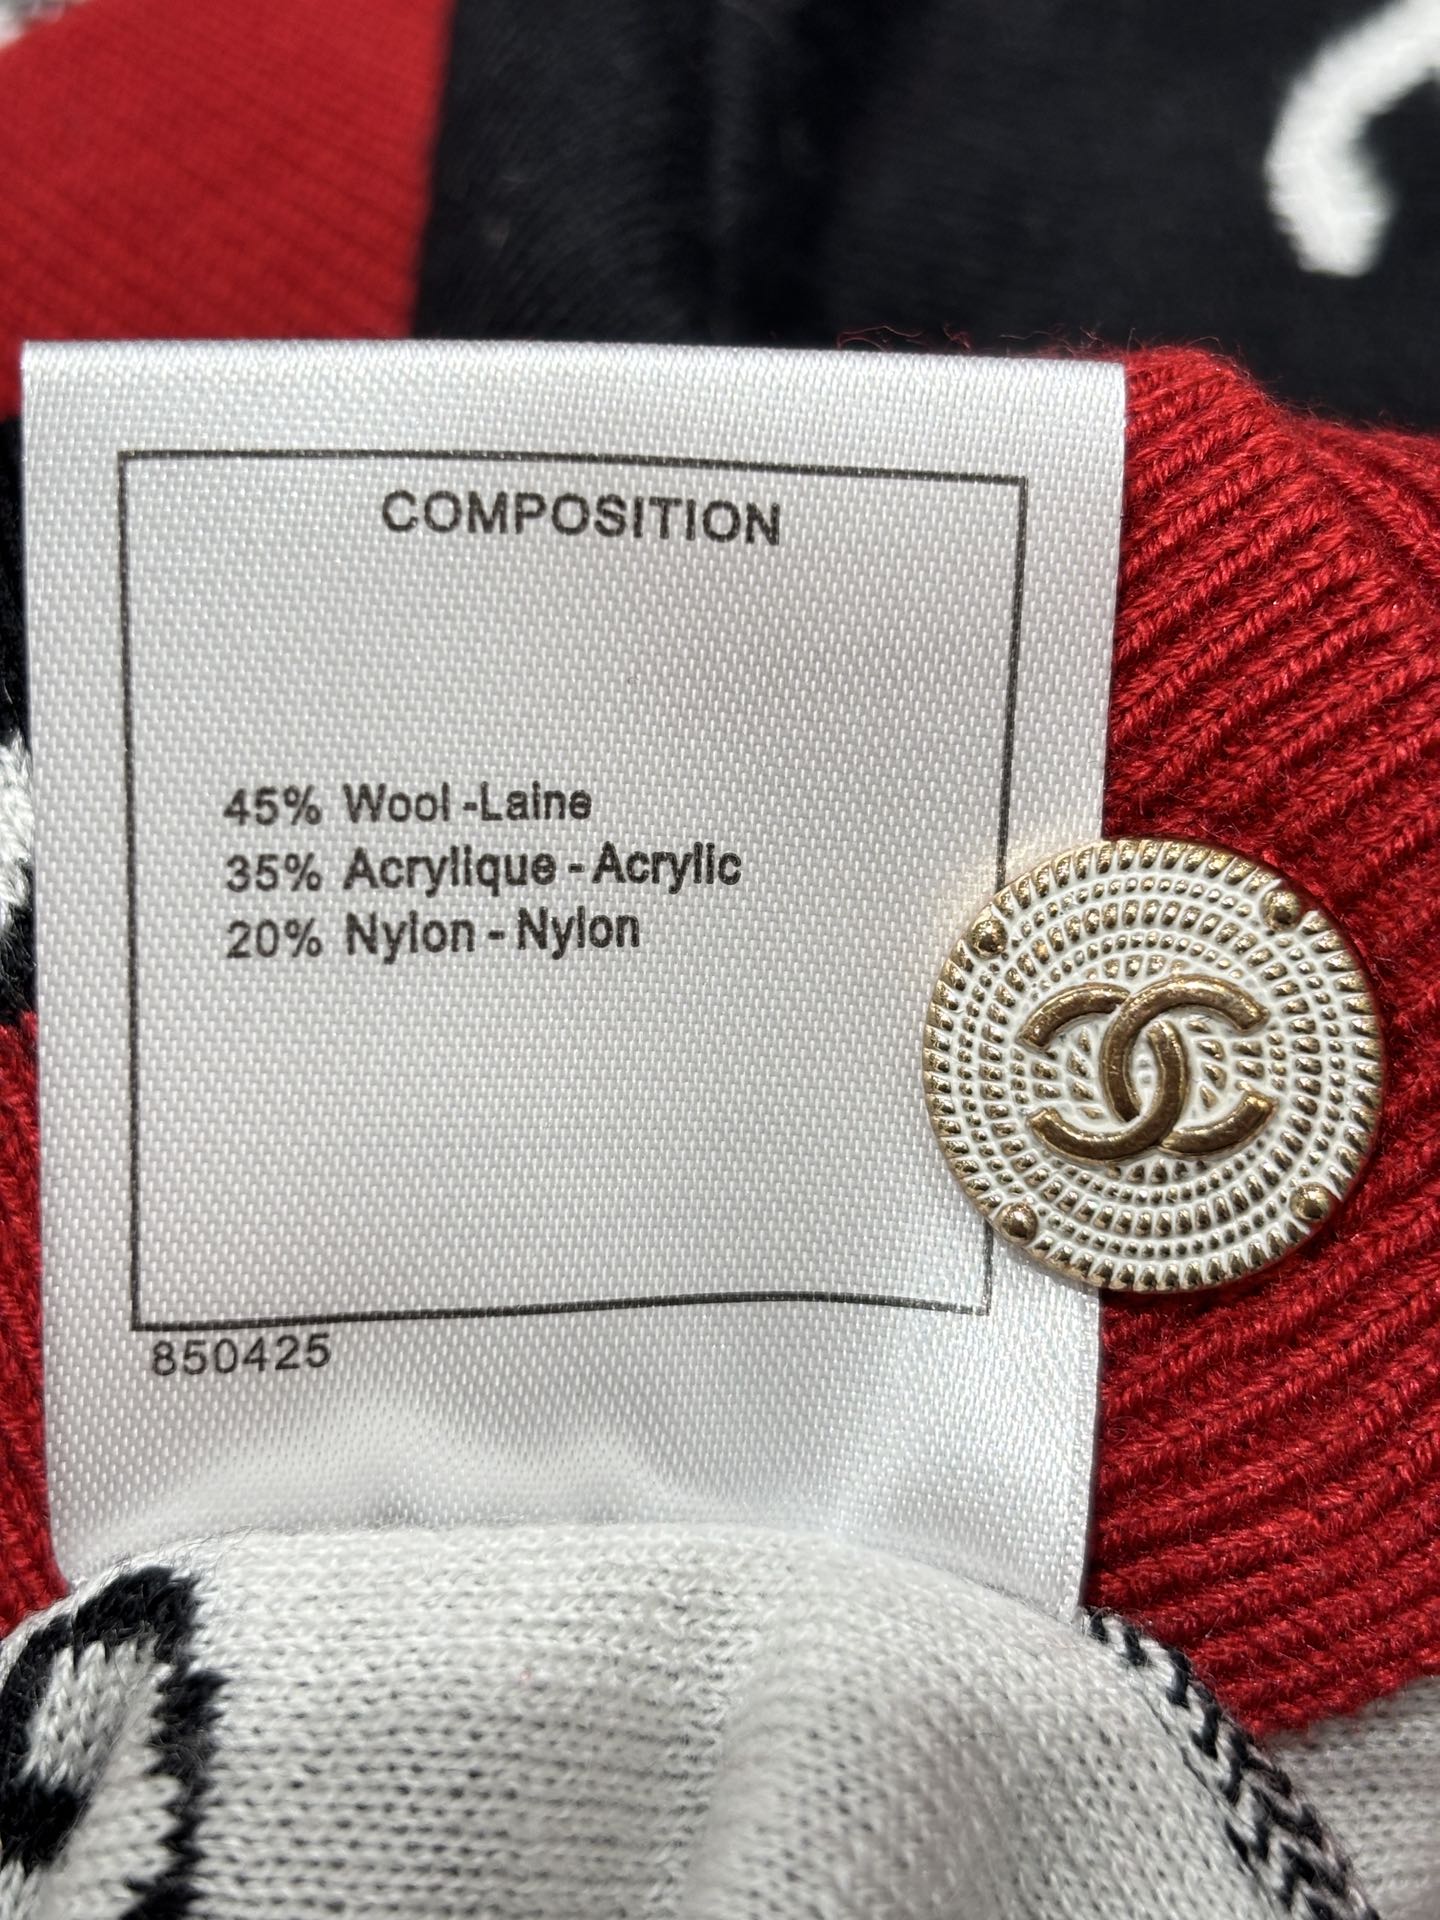 COMPOSITION
45% Wool -Laine
35% Acrylique - Acrylic
20% Nylon - Nylon
850425